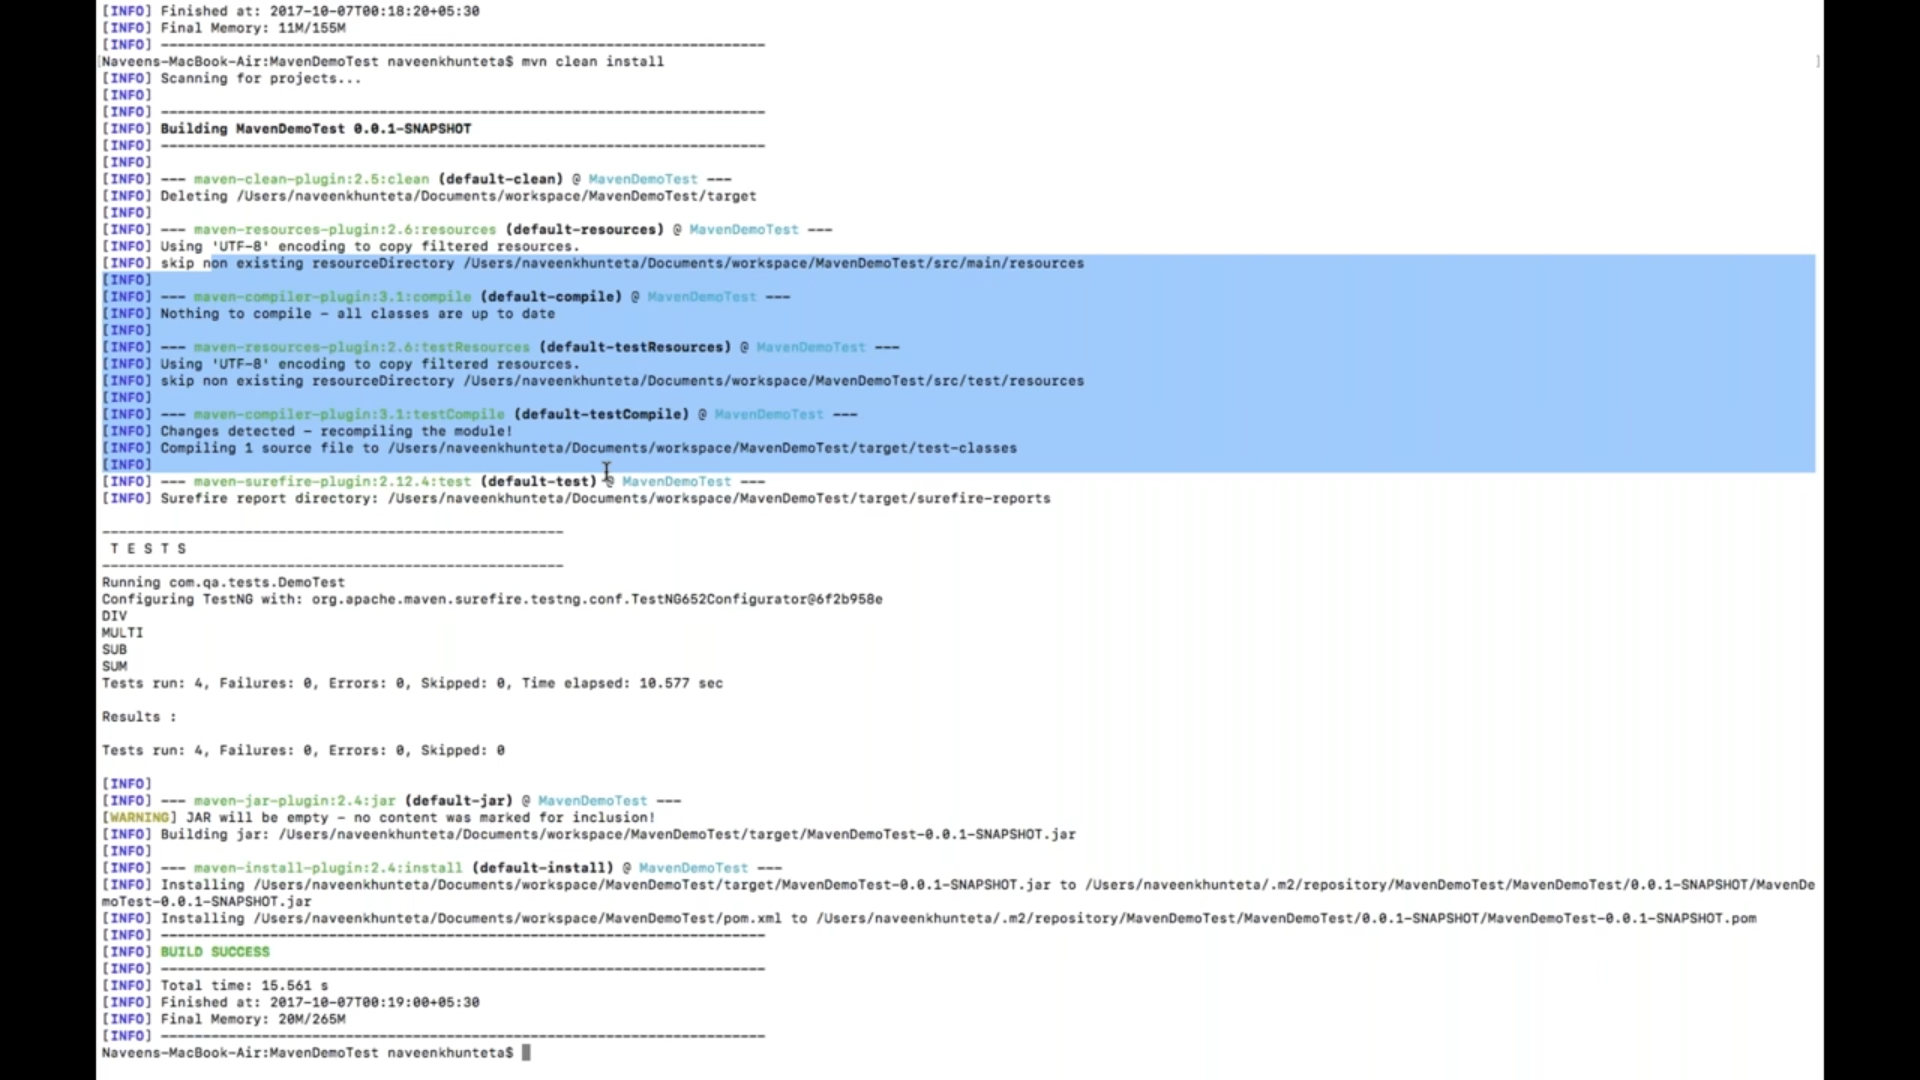 [INFO] Finished at: 2017-10-07T00:18:20+05:30
[INFO] Final Memory: 11M/155M
[INFO] ------------------------------------------------------------------------
[Naveens-MacBook-Air:MavenDemoTest naveenkhunteta$ mvn clean install ]
[INFO] Scanning for projects...
[INFO]
[INFO] ------------------------------------------------------------------------
[INFO] Building MavenDemoTest 0.0.1-SNAPSHOT
[INFO] ------------------------------------------------------------------------
[INFO]
[INFO] --- maven-clean-plugin:2.5:clean (default-clean) @ MavenDemoTest ---
[INFO] Deleting /Users/naveenkhunteta/Documents/workspace/MavenDemoTest/target
[INFO]
[INFO] --- maven-resources-plugin:2.6:resources (default-resources) @ MavenDemoTest ---
[INFO] Using 'UTF-8' encoding to copy filtered resources.
[INFO] skip non existing resourceDirectory /Users/naveenkhunteta/Documents/workspace/MavenDemoTest/src/main/resources
[INFO]
[INFO] --- maven-compiler-plugin:3.1:compile (default-compile) @ MavenDemoTest ---
[INFO] Nothing to compile - all classes are up to date
[INFO]
[INFO] --- maven-resources-plugin:2.6:testResources (default-testResources) @ MavenDemoTest ---
[INFO] Using 'UTF-8' encoding to copy filtered resources.
[INFO] skip non existing resourceDirectory /Users/naveenkhunteta/Documents/workspace/MavenDemoTest/src/test/resources
[INFO]
[INFO] --- maven-compiler-plugin:3.1:testCompile (default-testCompile) @ MavenDemoTest ---
[INFO] Changes detected - recompiling the module!
[INFO] Compiling 1 source file to /Users/naveenkhunteta/Documents/workspace/MavenDemoTest/target/test-classes
[INFO]
[INFO] --- maven-surefire-plugin:2.12.4:test (default-test) @ MavenDemoTest ---
[INFO] Surefire report directory: /Users/naveenkhunteta/Documents/workspace/MavenDemoTest/target/surefire-reports
-------------------------------------------------------
T E S T S
-------------------------------------------------------
Running com.qa.tests.DemoTest
Configuring TestNG with: org.apache.maven.surefire.testng.conf.TestNG652Configurator@6f2b958e
DIV
MULTI
SUB
SUM
Tests run: 4, Failures: 0, Errors: 0, Skipped: 0, Time elapsed: 10.577 sec
Results :
Tests run: 4, Failures: 0, Errors: 0, Skipped: 0
[INFO]
[INFO] --- maven-jar-plugin:2.4:jar (default-jar) @ MavenDemoTest ---
[WARNING] JAR will be empty - no content was marked for inclusion!
[INFO] Building jar: /Users/naveenkhunteta/Documents/workspace/MavenDemoTest/target/MavenDemoTest-0.0.1-SNAPSHOT.jar
[INFO]
[INFO] --- maven-install-plugin:2.4:install (default-install) @ MavenDemoTest ---
[INFO] Installing /Users/naveenkhunteta/Documents/workspace/MavenDemoTest/target/MavenDemoTest-0.0.1-SNAPSHOT.jar to /Users/naveenkhunteta/.m2/repository/MavenDemoTest/MavenDemoTest/0.0.1-SNAPSHOT/MavenDe
moTest-0.0.1-SNAPSHOT.jar
[INFO] Installing /Users/naveenkhunteta/Documents/workspace/MavenDemoTest/pom.xml to /Users/naveenkhunteta/.m2/repository/MavenDemoTest/MavenDemoTest/0.0.1-SNAPSHOT/MavenDemoTest-0.0.1-SNAPSHOT.pom
[INFO] ------------------------------------------------------------------------
[INFO] BUILD SUCCESS
[INFO] ------------------------------------------------------------------------
[INFO] Total time: 15.561 s
[INFO] Finished at: 2017-10-07T00:19:00+05:30
[INFO] Final Memory: 20M/265M
[INFO] ------------------------------------------------------------------------
Naveens-MacBook-Air:MavenDemoTest naveenkhunteta$